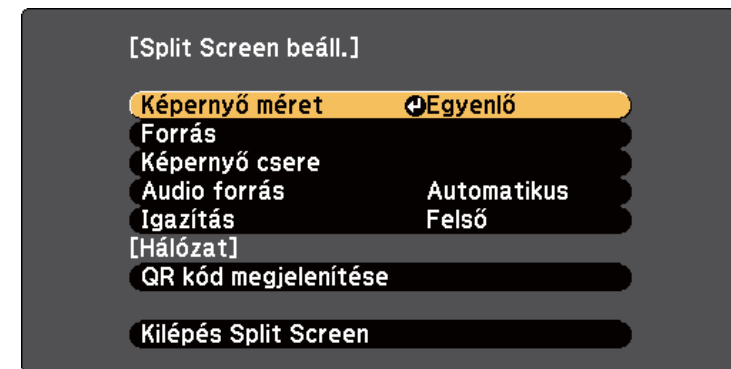 [Split Screen beáll.]
Képernyő méret Egyenlő
Forrás
Képernyő csere
Audio forrás Automatikus
Igazítás Felső
[Hálózat]
QR kód megjelenítése
Kilépés Split Screen